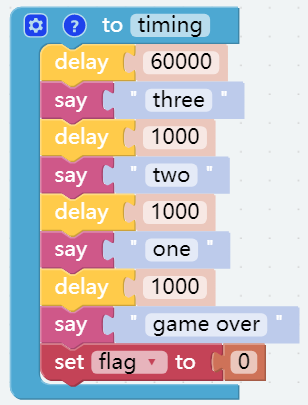 ? to timing
delay 60000
say " three "
delay 1000
say " two "
delay 1000
say " one "
delay 1000
say " game over "
set flag to 0